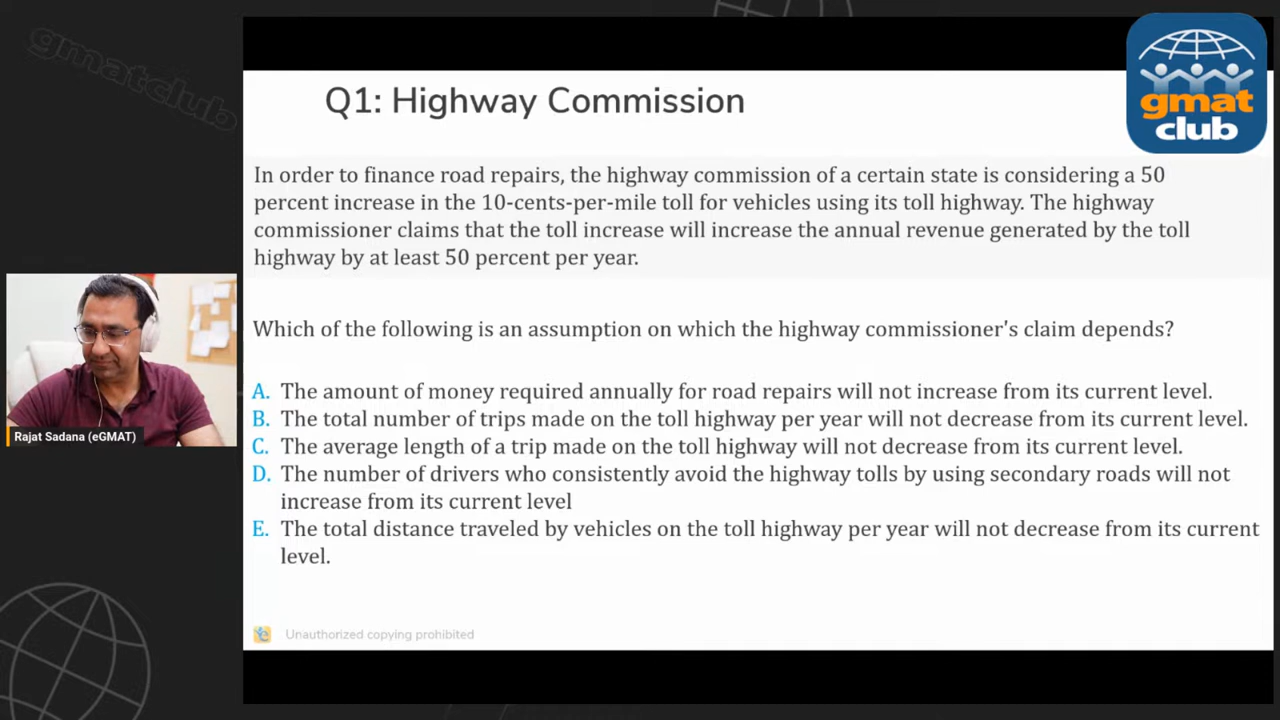 gmatclub
gmat
club
Q1: Highway Commission
In order to finance road repairs, the highway commission of a certain state is considering a 50
percent increase in the 10-cents-per-mile toll for vehicles using its toll highway. The highway
commissioner claims that the toll increase will increase the annual revenue generated by the toll
highway by at least 50 percent per year.
Which of the following is an assumption on which the highway commissioner's claim depends?
A. The amount of money required annually for road repairs will not increase from its current level.
B. The total number of trips made on the toll highway per year will not decrease from its current level.
C. The average length of a trip made on the toll highway will not decrease from its current level.
D. The number of drivers who consistently avoid the highway tolls by using secondary roads will not
increase from its current level
E. The total distance traveled by vehicles on the toll highway per year will not decrease from its current
level.
Rajat Sadana (eGMAT)
Unauthorized copying prohibited